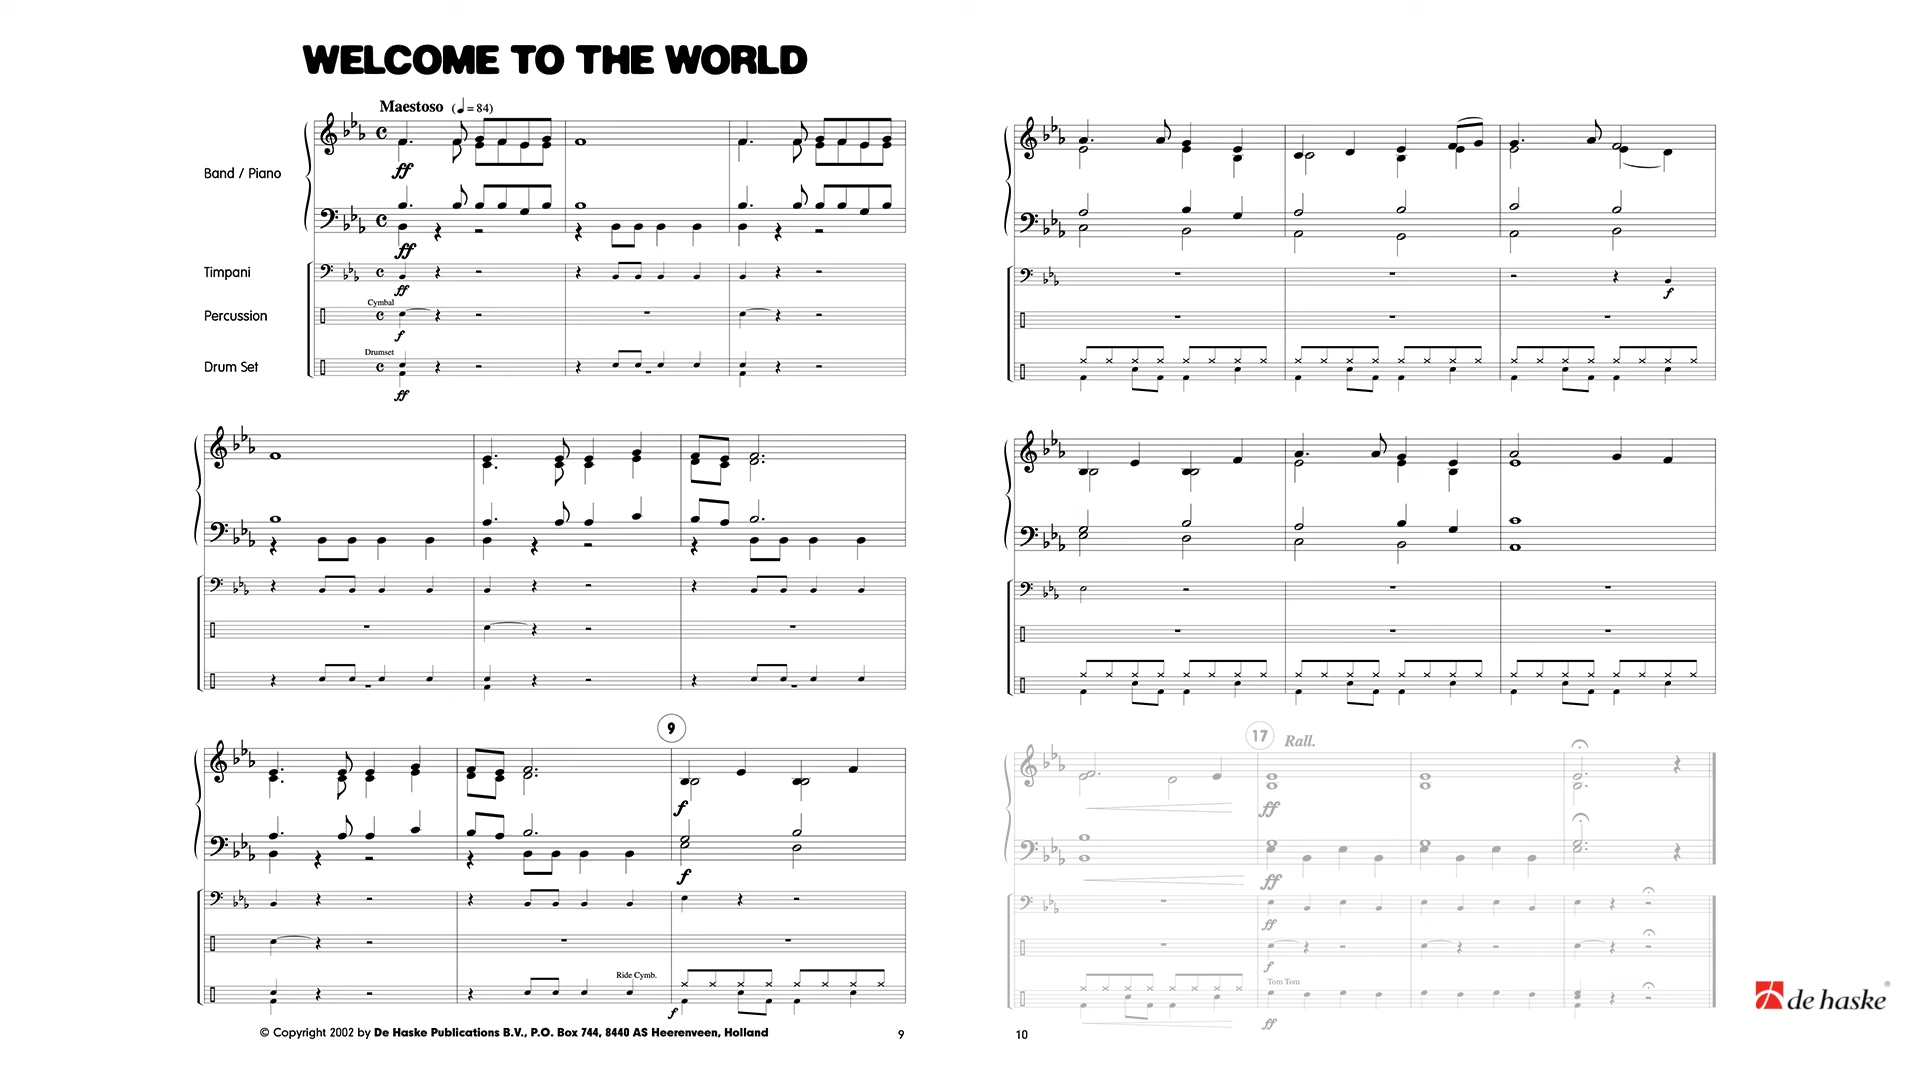 WELCOME TO THE WORLD
Maestoso (♩= 84)
Band / Piano
ff
ff
Timpani
ff
Cymbal
Percussion
f
Drumset
Drum Set
ff
9
f
f
Ride Cymb.
f
© Copyright 2002 by De Haske Publications B.V., P.O. Box 744, 8440 AS Heerenveen, Holland
9
f
17
Rall.
ff
ff
ff
f
Tom Tom
ff
10
de haske®